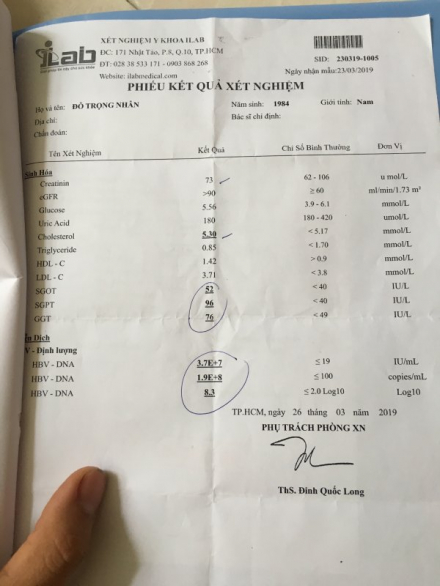 iLab
XÉT NGHIỆM Y KHOA ILAB
ĐC: 171 Nhật Tảo, P.8, Q.10, TP.HCM
ĐT: 028 38 533 171 - 0903 868 268
Website: ilabmedical.com
SID: 230319-1005
Ngày nhận mẫu:23/03/2019
PHIẾU KẾT QUẢ XÉT NGHIỆM
Họ và tên: ĐỖ TRỌNG NHÂN Năm sinh: 1984 Giới tính: Nam
Địa chỉ: Bác sĩ chỉ định:
Chẩn đoán:
Tên Xét Nghiệm Kết Quả Chỉ Số Bình Thường Đơn Vị
Sinh Hóa
Creatinin 73 62 - 106 u mol/L
eGFR >90 ≥ 60 ml/min/1.73 m²
Glucose 5.56 3.9 - 6.1 mmol/L
Uric Acid 180 180 - 420 umol/L
Cholesterol 5.30 < 5.17 mmol/L
Triglyceride 0.85 < 1.70 mmol/L
HDL - C 1.42 > 0.9 mmol/L
LDL - C 3.71 < 3.8 mmol/L
SGOT 52 < 40 IU/L
SGPT 96 < 40 IU/L
GGT 76 < 49 IU/L
Dịch
V - Định lượng
HBV - DNA 3.7E+7 ≤ 19 IU/mL
HBV - DNA 1.9E+8 ≤ 100 copies/mL
HBV - DNA 8.3 ≤ 2.0 Log10 Log10
TP.HCM, ngày 26 tháng 03 năm 2019
PHỤ TRÁCH PHÒNG XN
ThS. Đinh Quốc Long